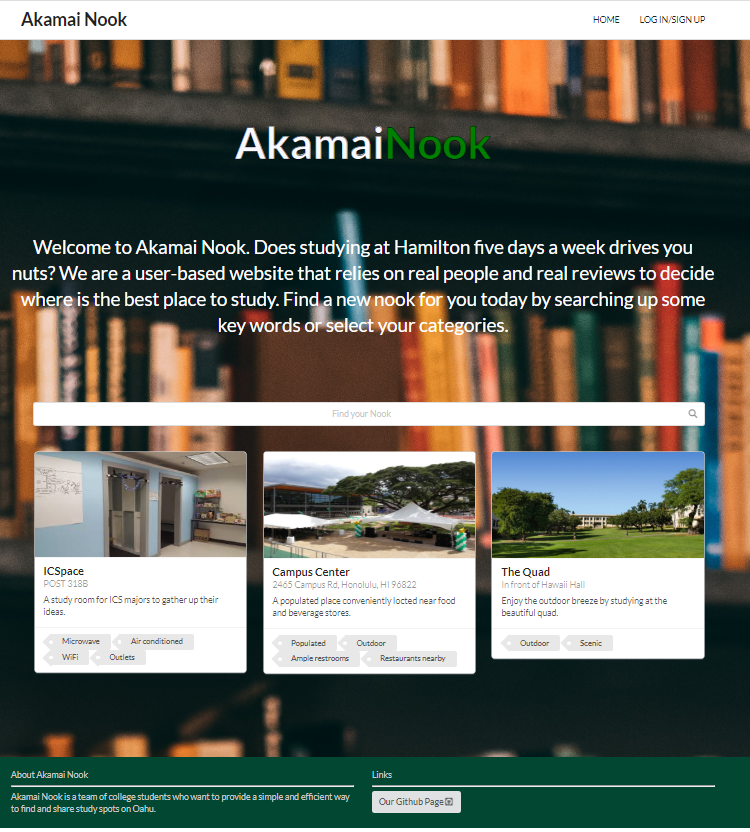 Akamai Nook
HOME
LOG IN/SIGN UP
AkamaiNook
Welcome to Akamai Nook. Does studying at Hamilton five days a week drives you
nuts? We are a user-based website that relies on real people and real reviews to decide
where is the best place to study. Find a new nook for you today by searching up some
key words or select your categories.
Find your Nook
ICSpace
POST 318B
A study room for ICS majors to gather up their
ideas.
Microwave
Air conditioned
WiFi
Outlets
Campus Center
2465 Campus Rd, Honolulu, HI 96822
A populated place conveniently locted near food
and beverage stores.
Populated
Outdoor
Ample restrooms
Restaurants nearby
The Quad
In front of Hawaii Hall
Enjoy the outdoor breeze by studying at the
beautiful quad.
Outdoor
Scenic
About Akamai Nook
Akamai Nook is a team of college students who want to provide a simple and efficient way
to find and share study spots on Oahu.
Links
Our Github Page